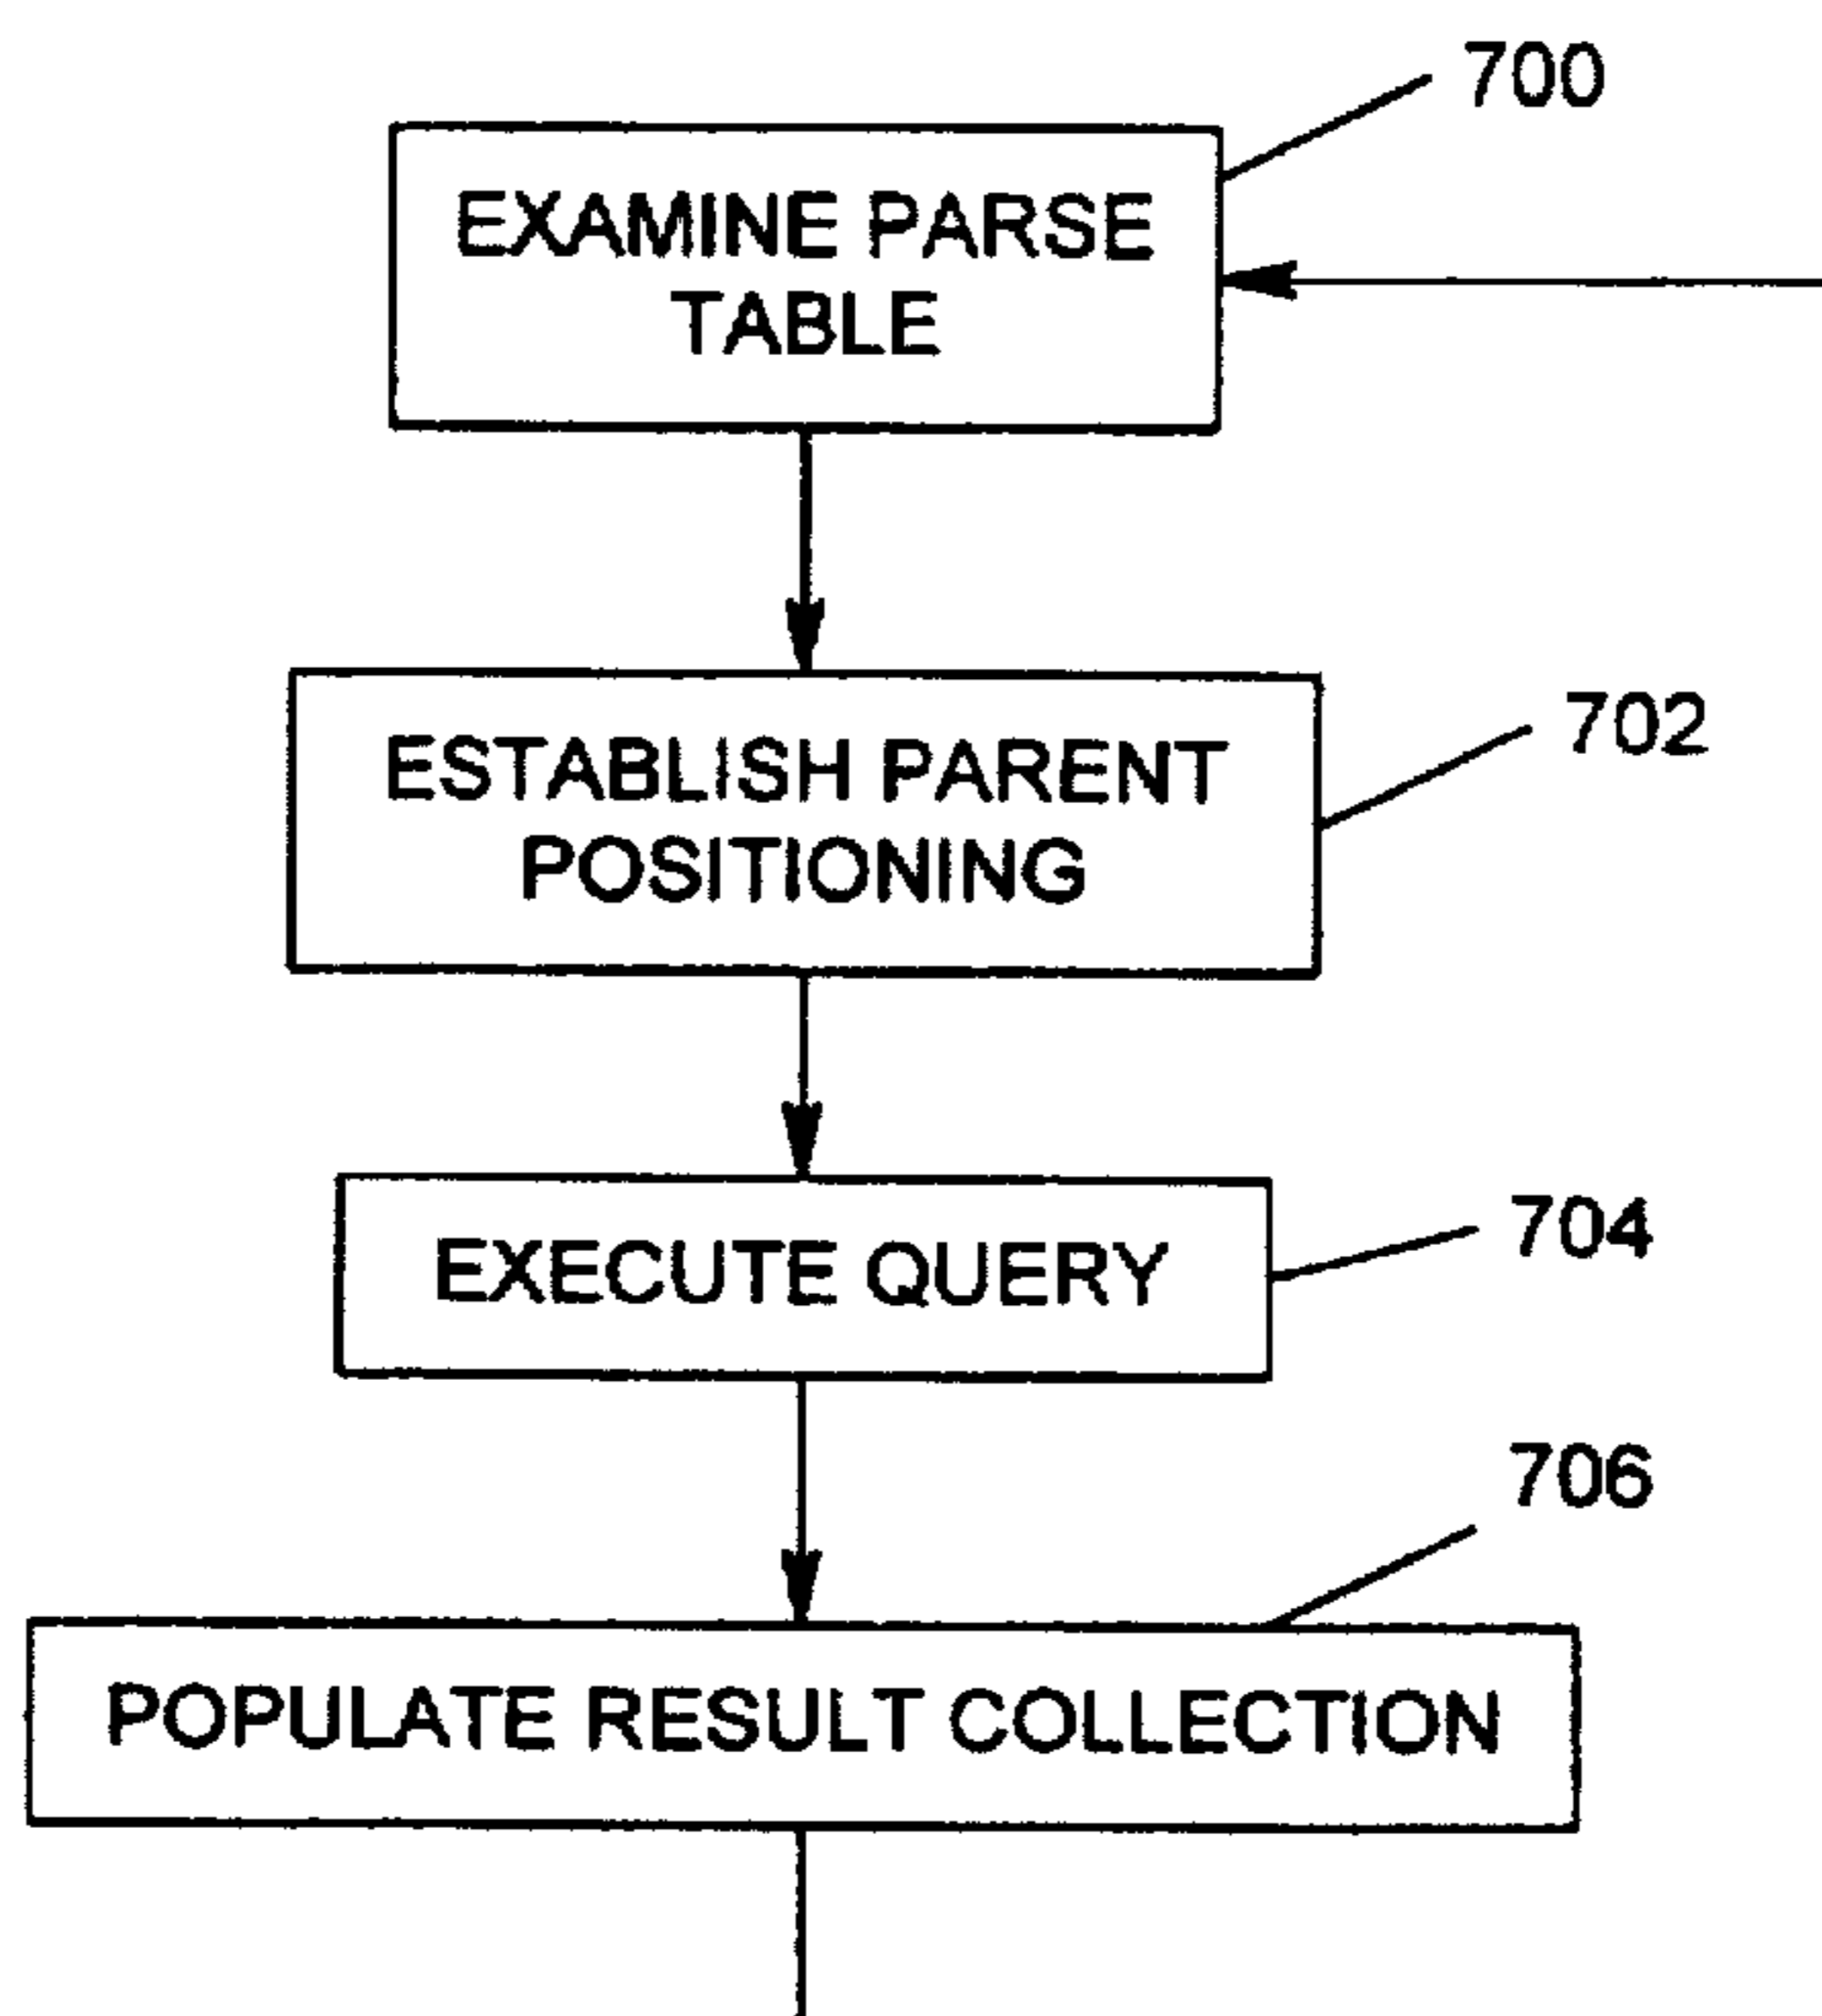 700
EXAMINE PARSE
TABLE
702
ESTABLISH PARENT
POSITIONING
704
EXECUTE QUERY
706
POPULATE RESULT COLLECTION